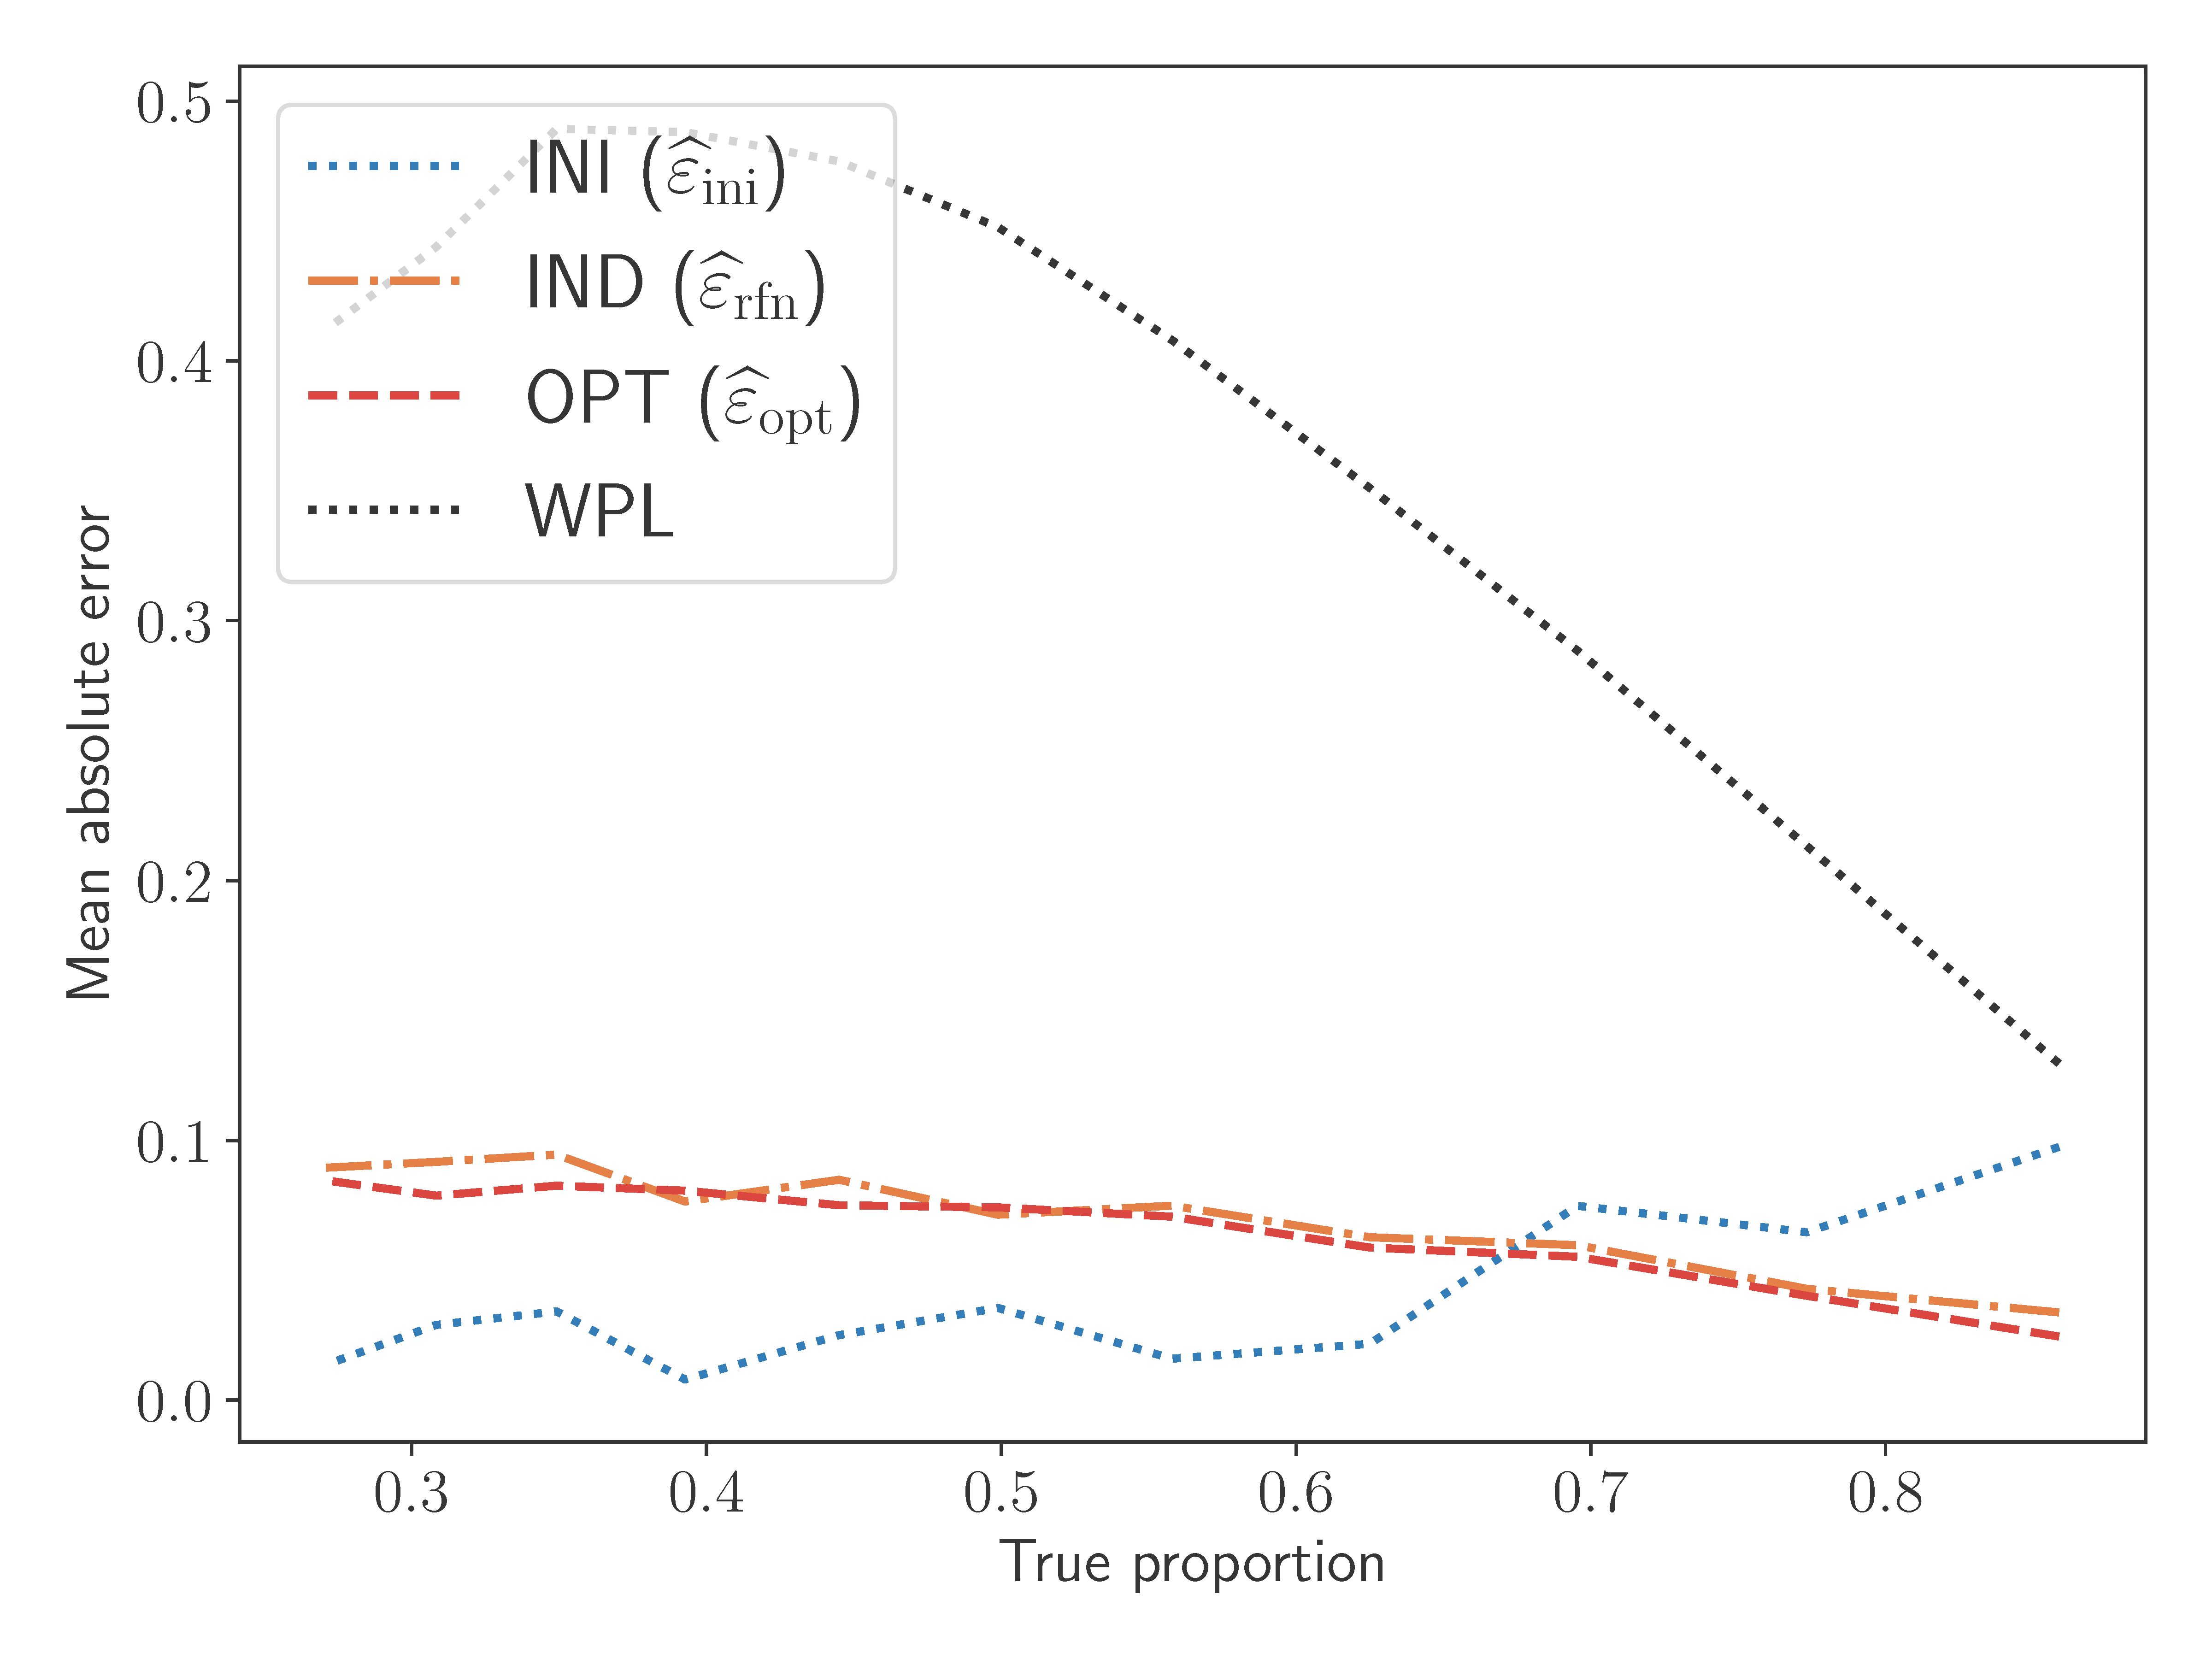 0.5
0.4
0.3
0.2
0.1
0.0
Mean absolute error
INI (ε̂ini)
IND (ε̂rfn)
OPT (ε̂opt)
WPL
0.3 0.4 0.5 0.6 0.7 0.8
True proportion